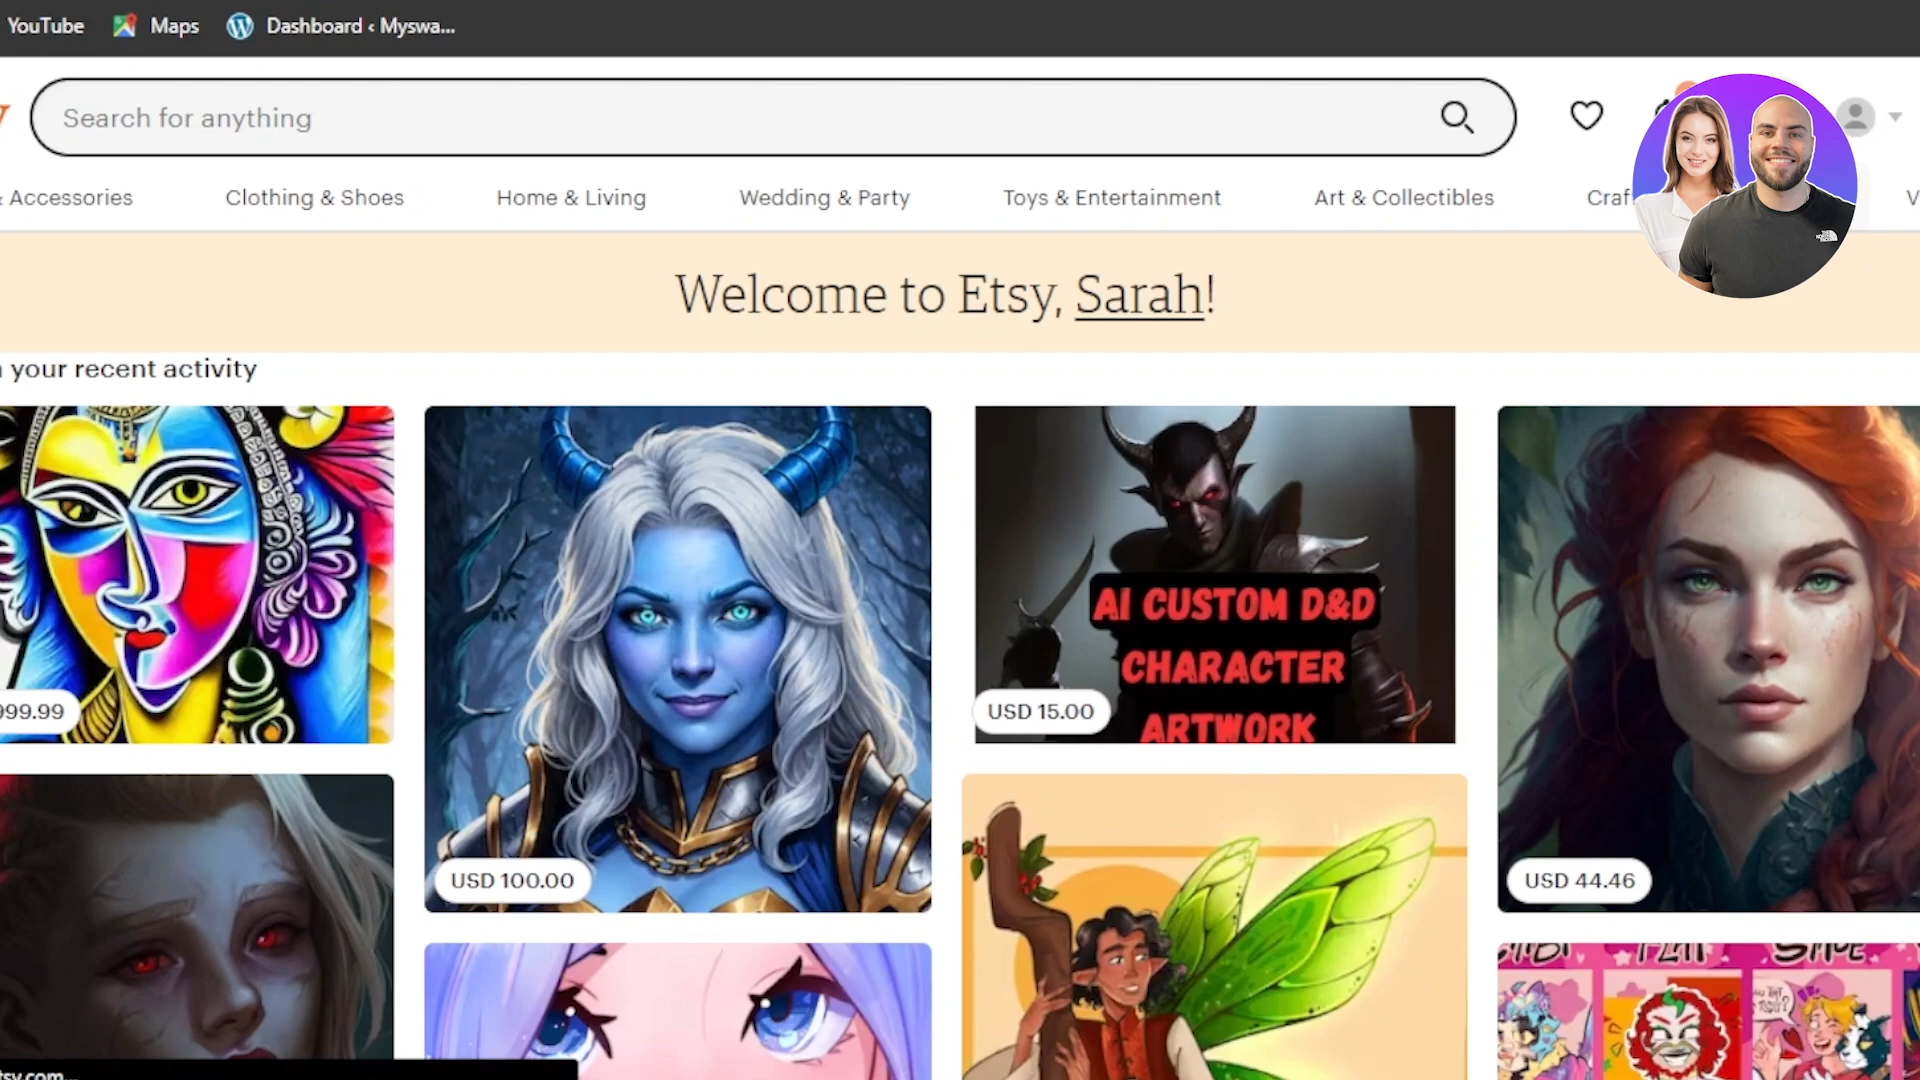 YouTube Maps Dashboard ‹ Myswa...
Search for anything
& Accessories Clothing & Shoes Home & Living Wedding & Party Toys & Entertainment Art & Collectibles
Welcome to Etsy, Sarah!
your recent activity
AI CUSTOM D&D
CHARACTER
ARTWORK
999.99
USD 15.00
USD 100.00
USD 44.46